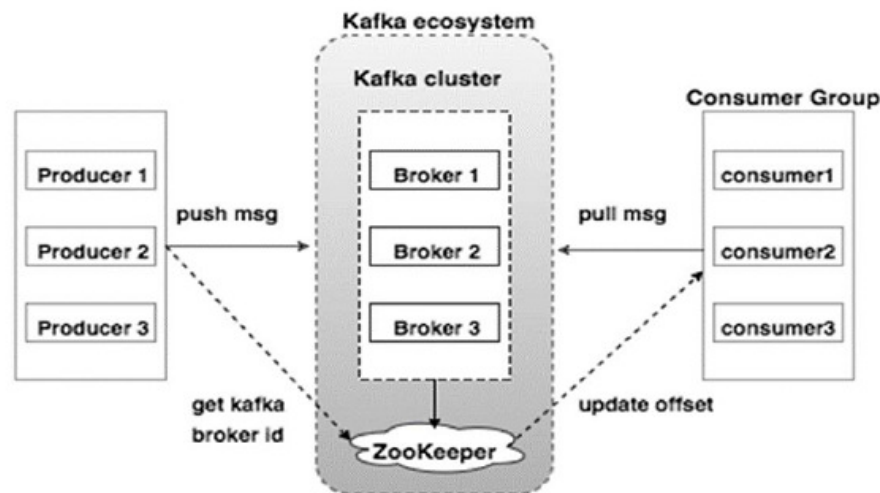 Kafka ecosystem
Kafka cluster
Consumer Group
Producer 1
Producer 2
Producer 3
push msg
Broker 1
Broker 2
Broker 3
pull msg
consumer1
consumer2
consumer3
get kafka
broker id
ZooKeeper
update offset